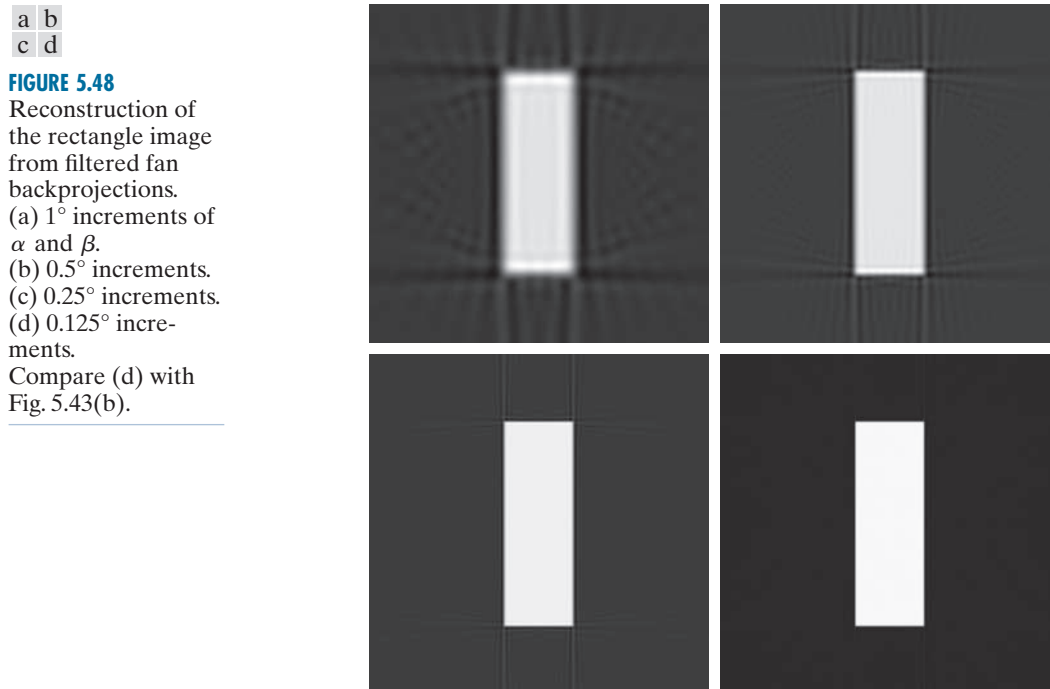 a b
c d
FIGURE 5.48
Reconstruction of
the rectangle image
from filtered fan
backprojections.
(a) 1° increments of
α and β.
(b) 0.5° increments.
(c) 0.25° increments.
(d) 0.125° incre-
ments.
Compare (d) with
Fig. 5.43(b).